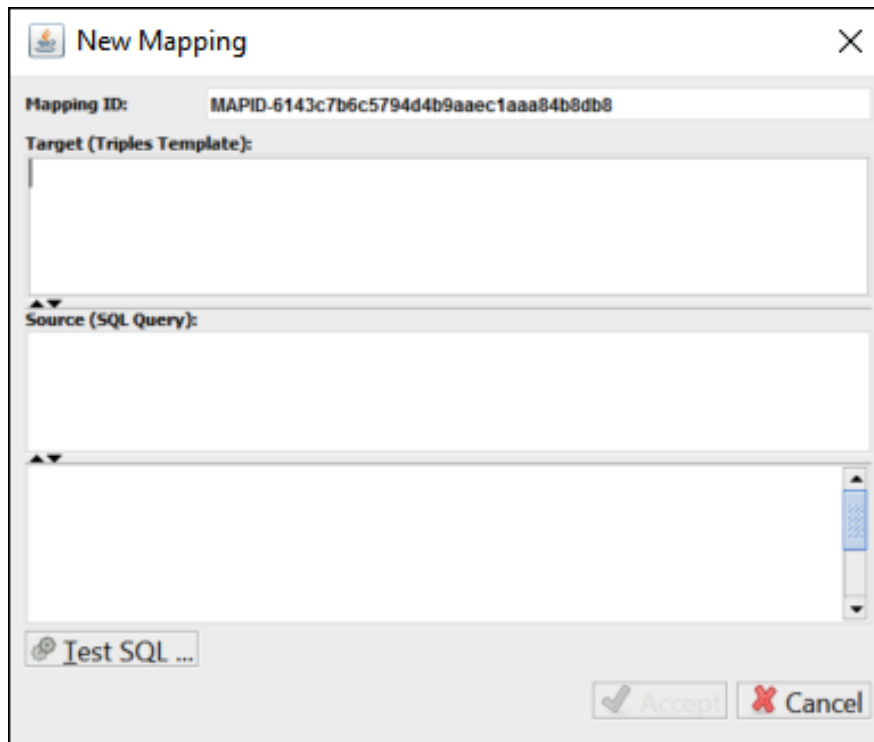 New Mapping
Mapping ID: MAPID-6143c7b6c5794d4b9aaec1aaa84b8db8
Target (Triples Template):
Source (SQL Query):
Test SQL ...
Accept Cancel